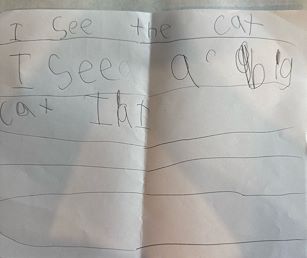 I see the cat
I see a big
cat I